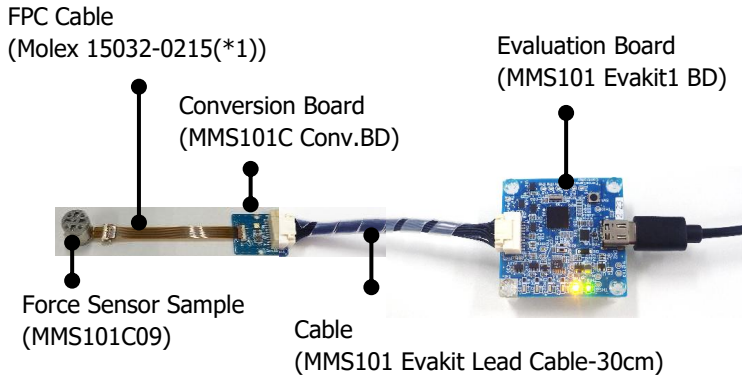 FPC Cable
(Molex 15032-0215(*1))
Conversion Board
(MMS101C Conv.BD)
Evaluation Board
(MMS101 Evakit1 BD)
Force Sensor Sample
(MMS101C09)
Cable
(MMS101 Evakit Lead Cable-30cm)